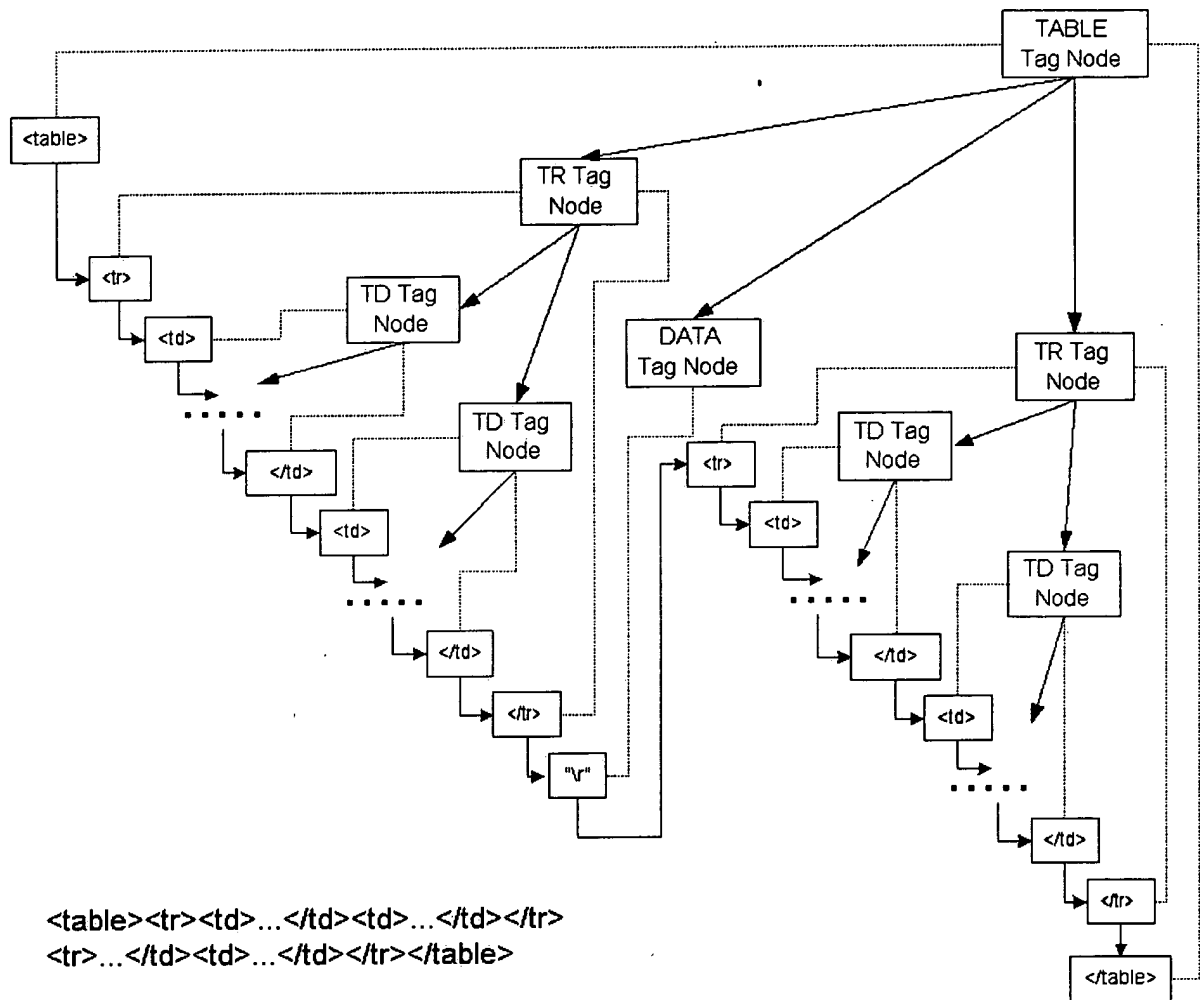 TABLE
Tag Node
<table>
TR Tag
Node
<tr>
TD Tag
Node
<td>
DATA
Tag Node
TR Tag
Node
TD Tag
Node
TD Tag
Node
<tr>
</td>
<td>
<td>
TD Tag
Node
</td>
</td>
<td>
</tr>
"\r"
</td>
</tr>
<table><tr><td>...</td><td>...</td></tr>
<tr>...</td><td>...</td></tr></table>
</table>